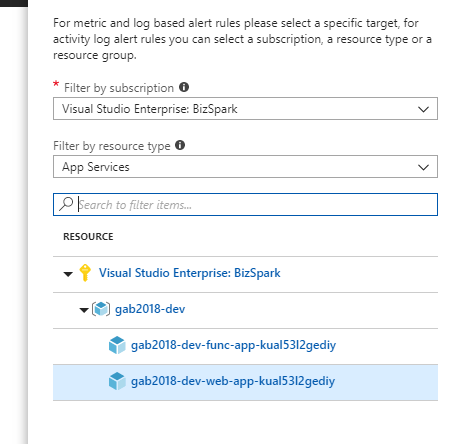 For metric and log based alert rules please select a specific target, for
activity log alert rules you can select a subscription, a resource type or a
resource group.
* Filter by subscription
Visual Studio Enterprise: BizSpark
Filter by resource type
App Services
Search to filter items...
RESOURCE
Visual Studio Enterprise: BizSpark
gab2018-dev
gab2018-dev-func-app-kual53l2gediy
gab2018-dev-web-app-kual53l2gediy